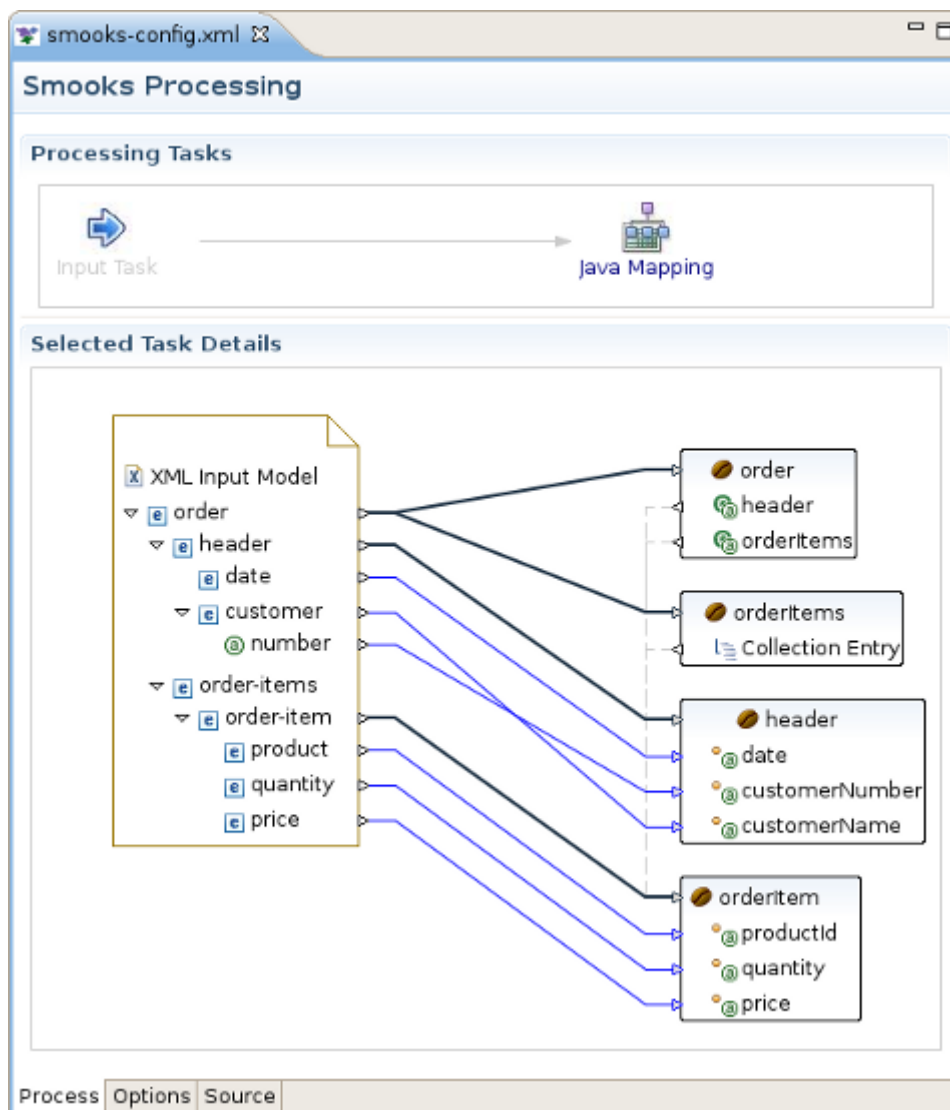 smooks-config.xml
Smooks Processing
Processing Tasks
Input Task
Java Mapping
Selected Task Details
XML Input Model
order
header
date
customer
number
order-items
order-item
product
quantity
price
order
header
orderItems
orderItems
Collection Entry
header
date
customerNumber
customerName
orderItem
productId
quantity
price
Process Options Source